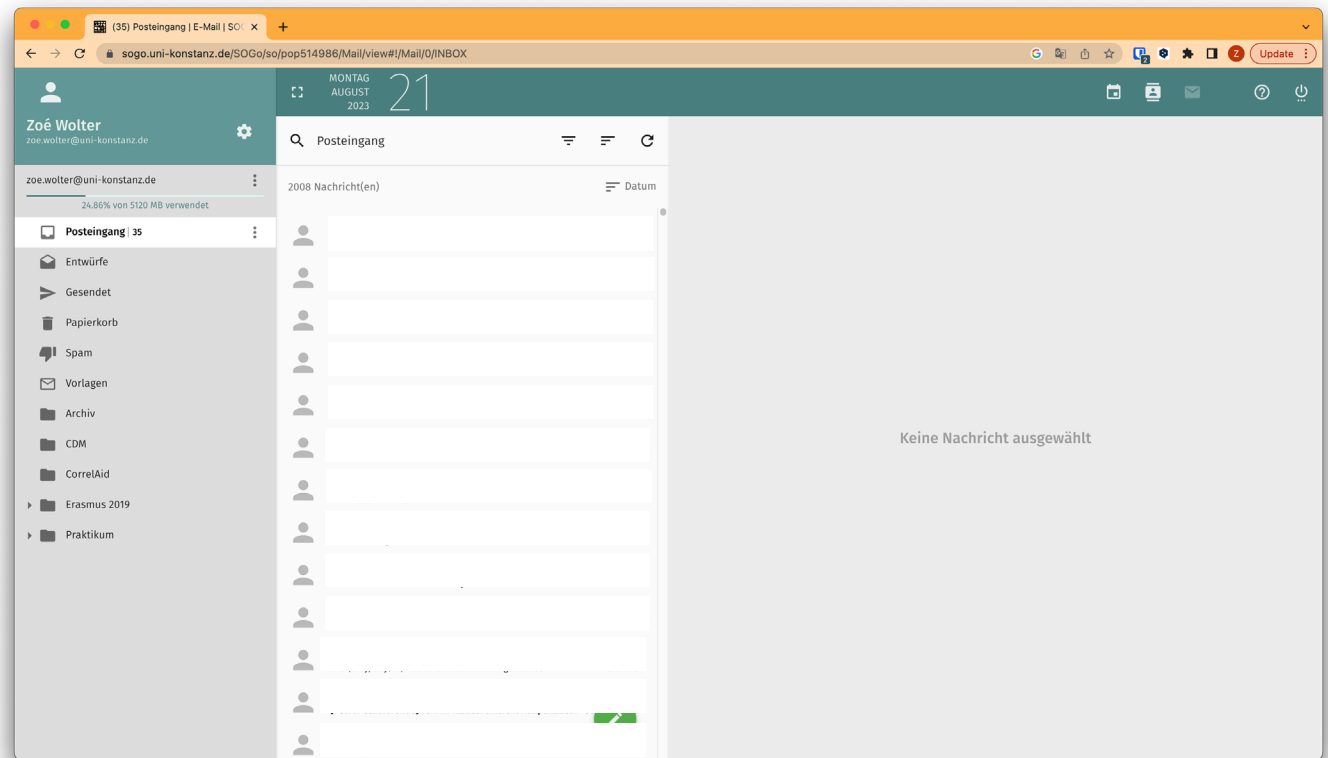 (35) Posteingang | E-Mail | SOG
sogo.uni-konstanz.de/SOGo/so/pop514986/Mail/view#!/Mail/0/INBOX
2
Z
Update
Zoé Wolter
zoe.wolter@uni-konstanz.de
MONTAG
AUGUST
2023
21
zoe.wolter@uni-konstanz.de
24.86% von 5120 MB verwendet
Posteingang | 35
Entwürfe
Gesendet
Papierkorb
Spam
Vorlagen
Archiv
CDM
CorrelAid
Erasmus 2019
Praktikum
Posteingang
2008 Nachricht(en)
Datum
Keine Nachricht ausgewählt